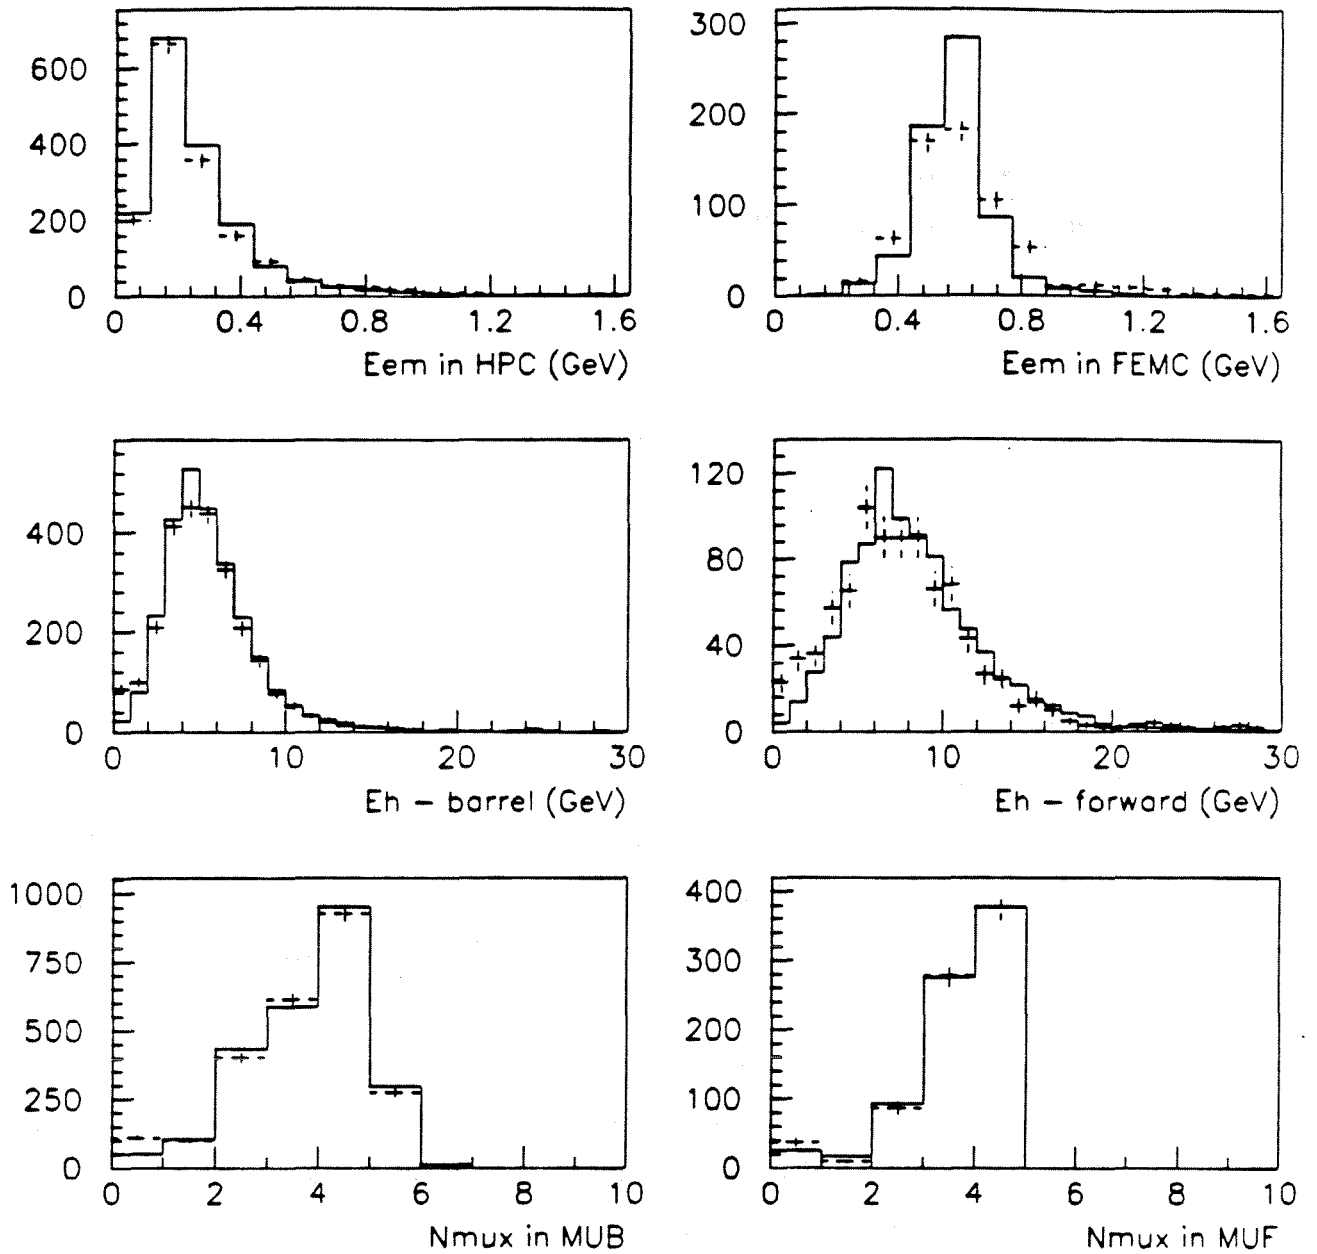 600
400
200
0
0 0.4 0.8 1.2 1.6
Eem in HPC (GeV)
300
200
100
0
0 0.4 0.8 1.2 1.6
Eem in FEMC (GeV)
400
200
0
0 10 20 30
Eh - barrel (GeV)
120
80
40
0
0 10 20 30
Eh - forward (GeV)
1000
750
500
250
0
0 2 4 6 8 10
Nmux in MUB
400
300
200
100
0
0 2 4 6 8 10
Nmux in MUF